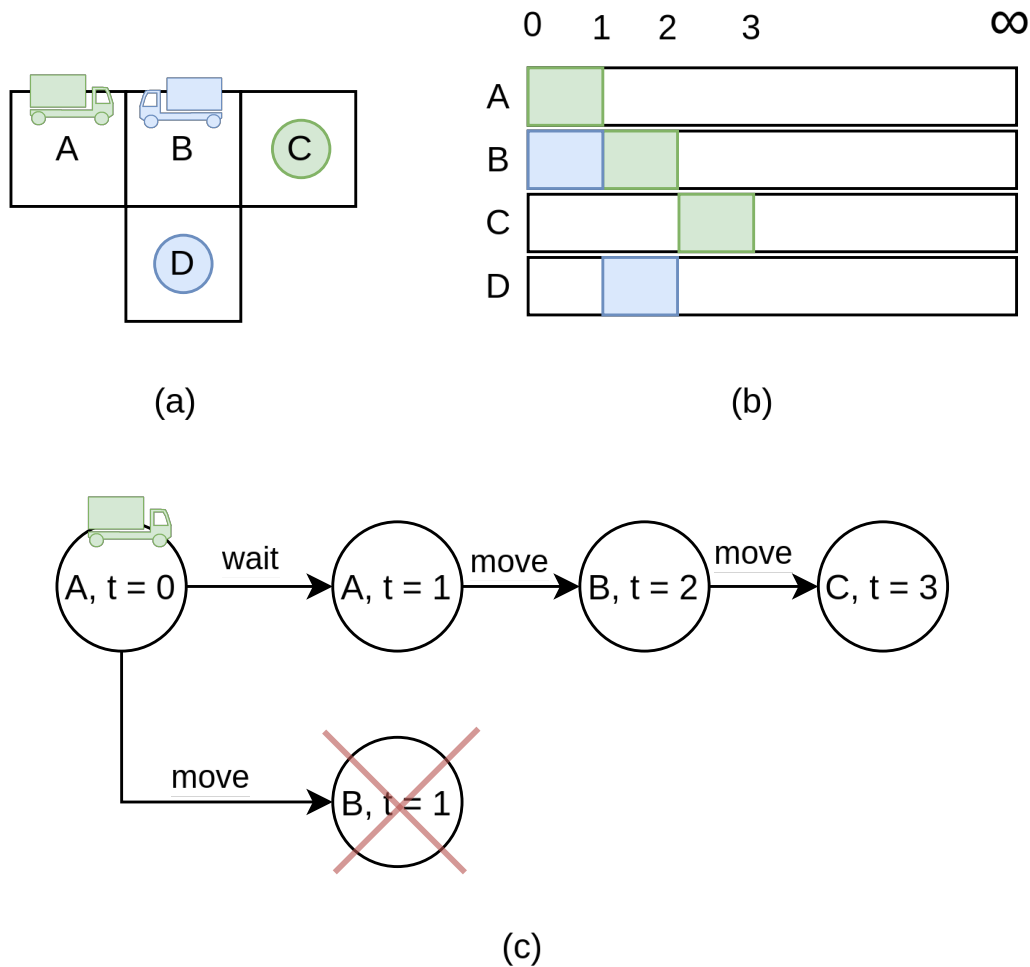 0 1 2 3 ∞
A B C
D
A
B
C
D
(a) (b)
wait move move
A, t = 0 A, t = 1 B, t = 2 C, t = 3
move
B, t = 1
(c)